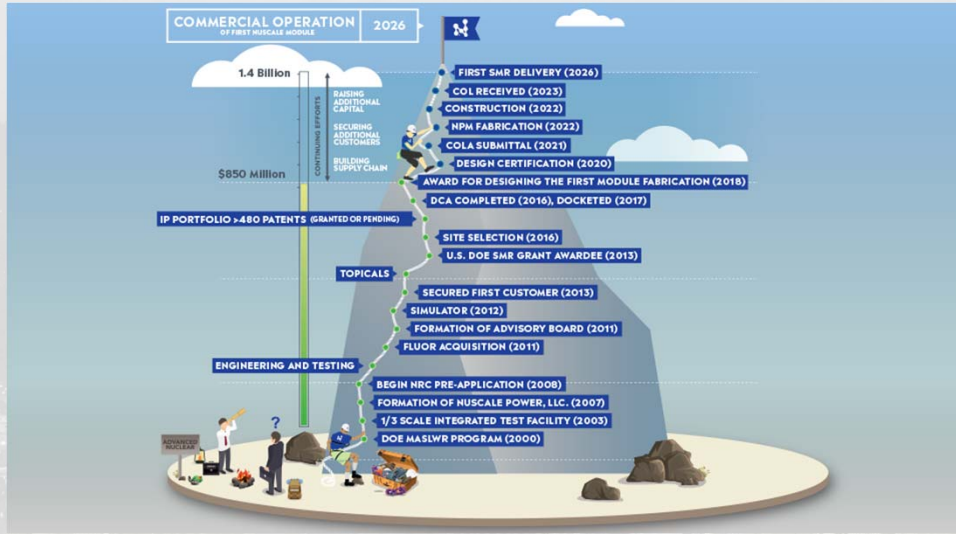 COMMERCIAL OPERATION
OF FIRST NUSCALE MODULE
2026
1.4 Billion
$850 Million
CONTINUING EFFORTS
RAISING
ADDITIONAL
CAPITAL
SECURING
ADDITIONAL
CUSTOMERS
BUILDING
SUPPLY CHAIN
FIRST SMR DELIVERY (2026)
COL RECEIVED (2023)
CONSTRUCTION (2022)
NPM FABRICATION (2022)
COLA SUBMITTAL (2021)
DESIGN CERTIFICATION (2020)
AWARD FOR DESIGNING THE FIRST MODULE FABRICATION (2018)
DCA COMPLETED (2016), DOCKETED (2017)
IP PORTFOLIO >480 PATENTS (GRANTED OR PENDING)
SITE SELECTION (2016)
U.S. DOE SMR GRANT AWARDEE (2013)
TOPICALS
SECURED FIRST CUSTOMER (2013)
SIMULATOR (2012)
FORMATION OF ADVISORY BOARD (2011)
FLUOR ACQUISITION (2011)
ENGINEERING AND TESTING
BEGIN NRC PRE-APPLICATION (2008)
FORMATION OF NUSCALE POWER, LLC. (2007)
1/3 SCALE INTEGRATED TEST FACILITY (2003)
DOE MASLWR PROGRAM (2000)
?
ADVANCED
NUCLEAR